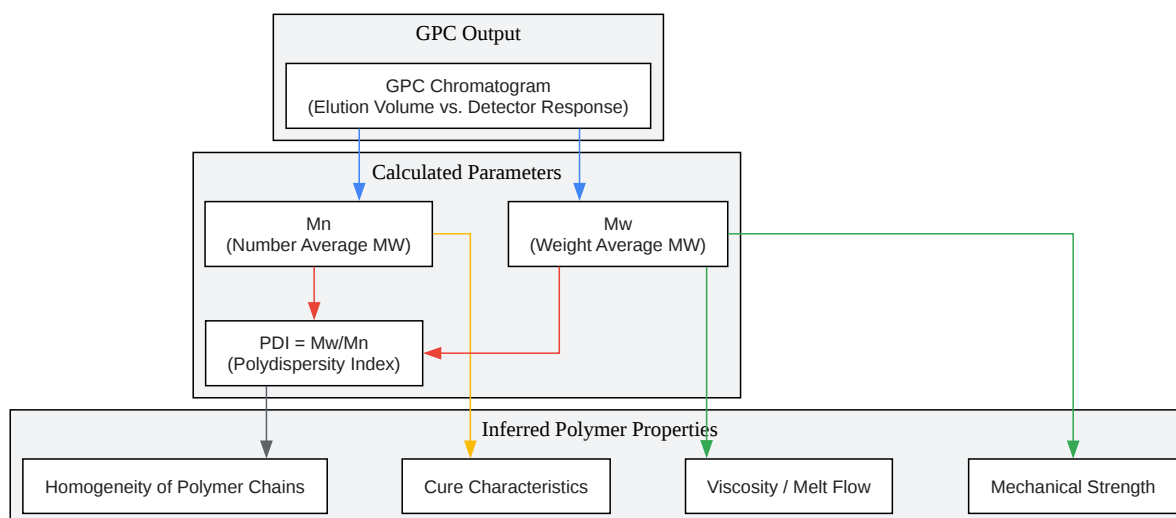 GPC Output
GPC Chromatogram
(Elution Volume vs. Detector Response)
Calculated Parameters
Mn
(Number Average MW)
Mw
(Weight Average MW)
PDI = Mw/Mn
(Polydispersity Index)
Inferred Polymer Properties
Homogeneity of Polymer Chains
Cure Characteristics
Viscosity / Melt Flow
Mechanical Strength